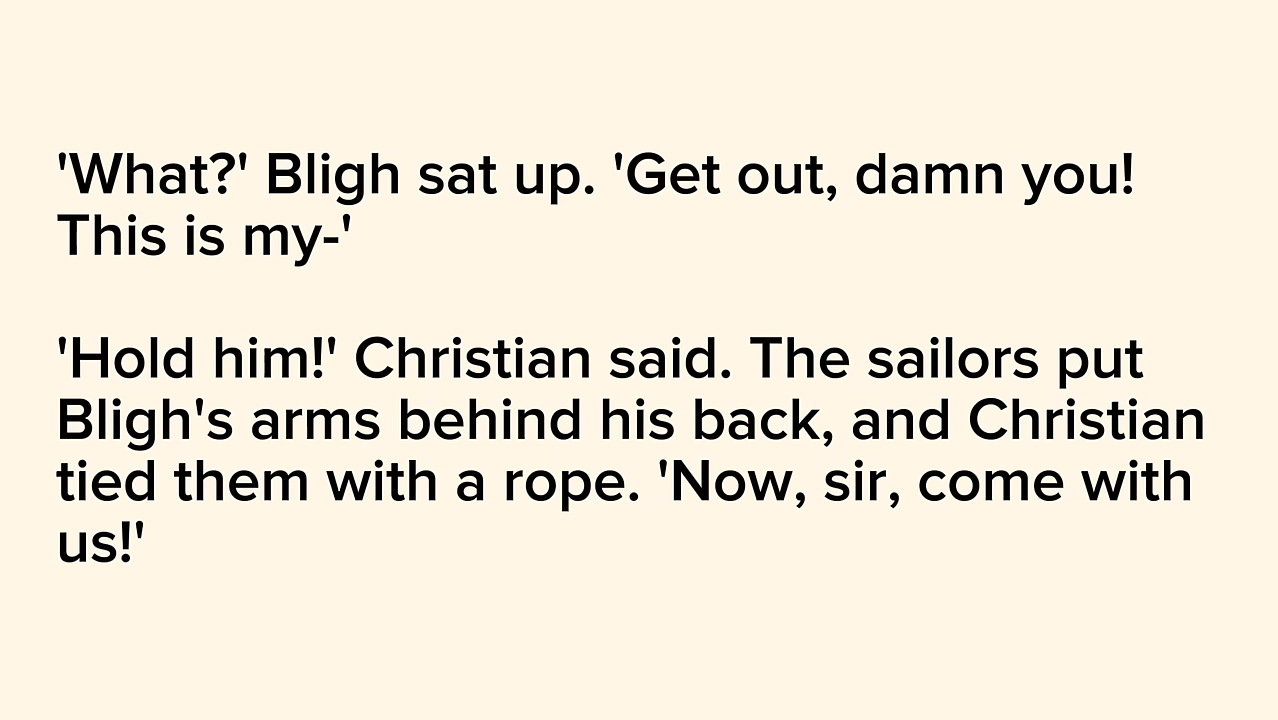 'What?' Bligh sat up. 'Get out, damn you!
This is my-'
'Hold him!' Christian said. The sailors put
Bligh's arms behind his back, and Christian
tied them with a rope. 'Now, sir, come with
us!'